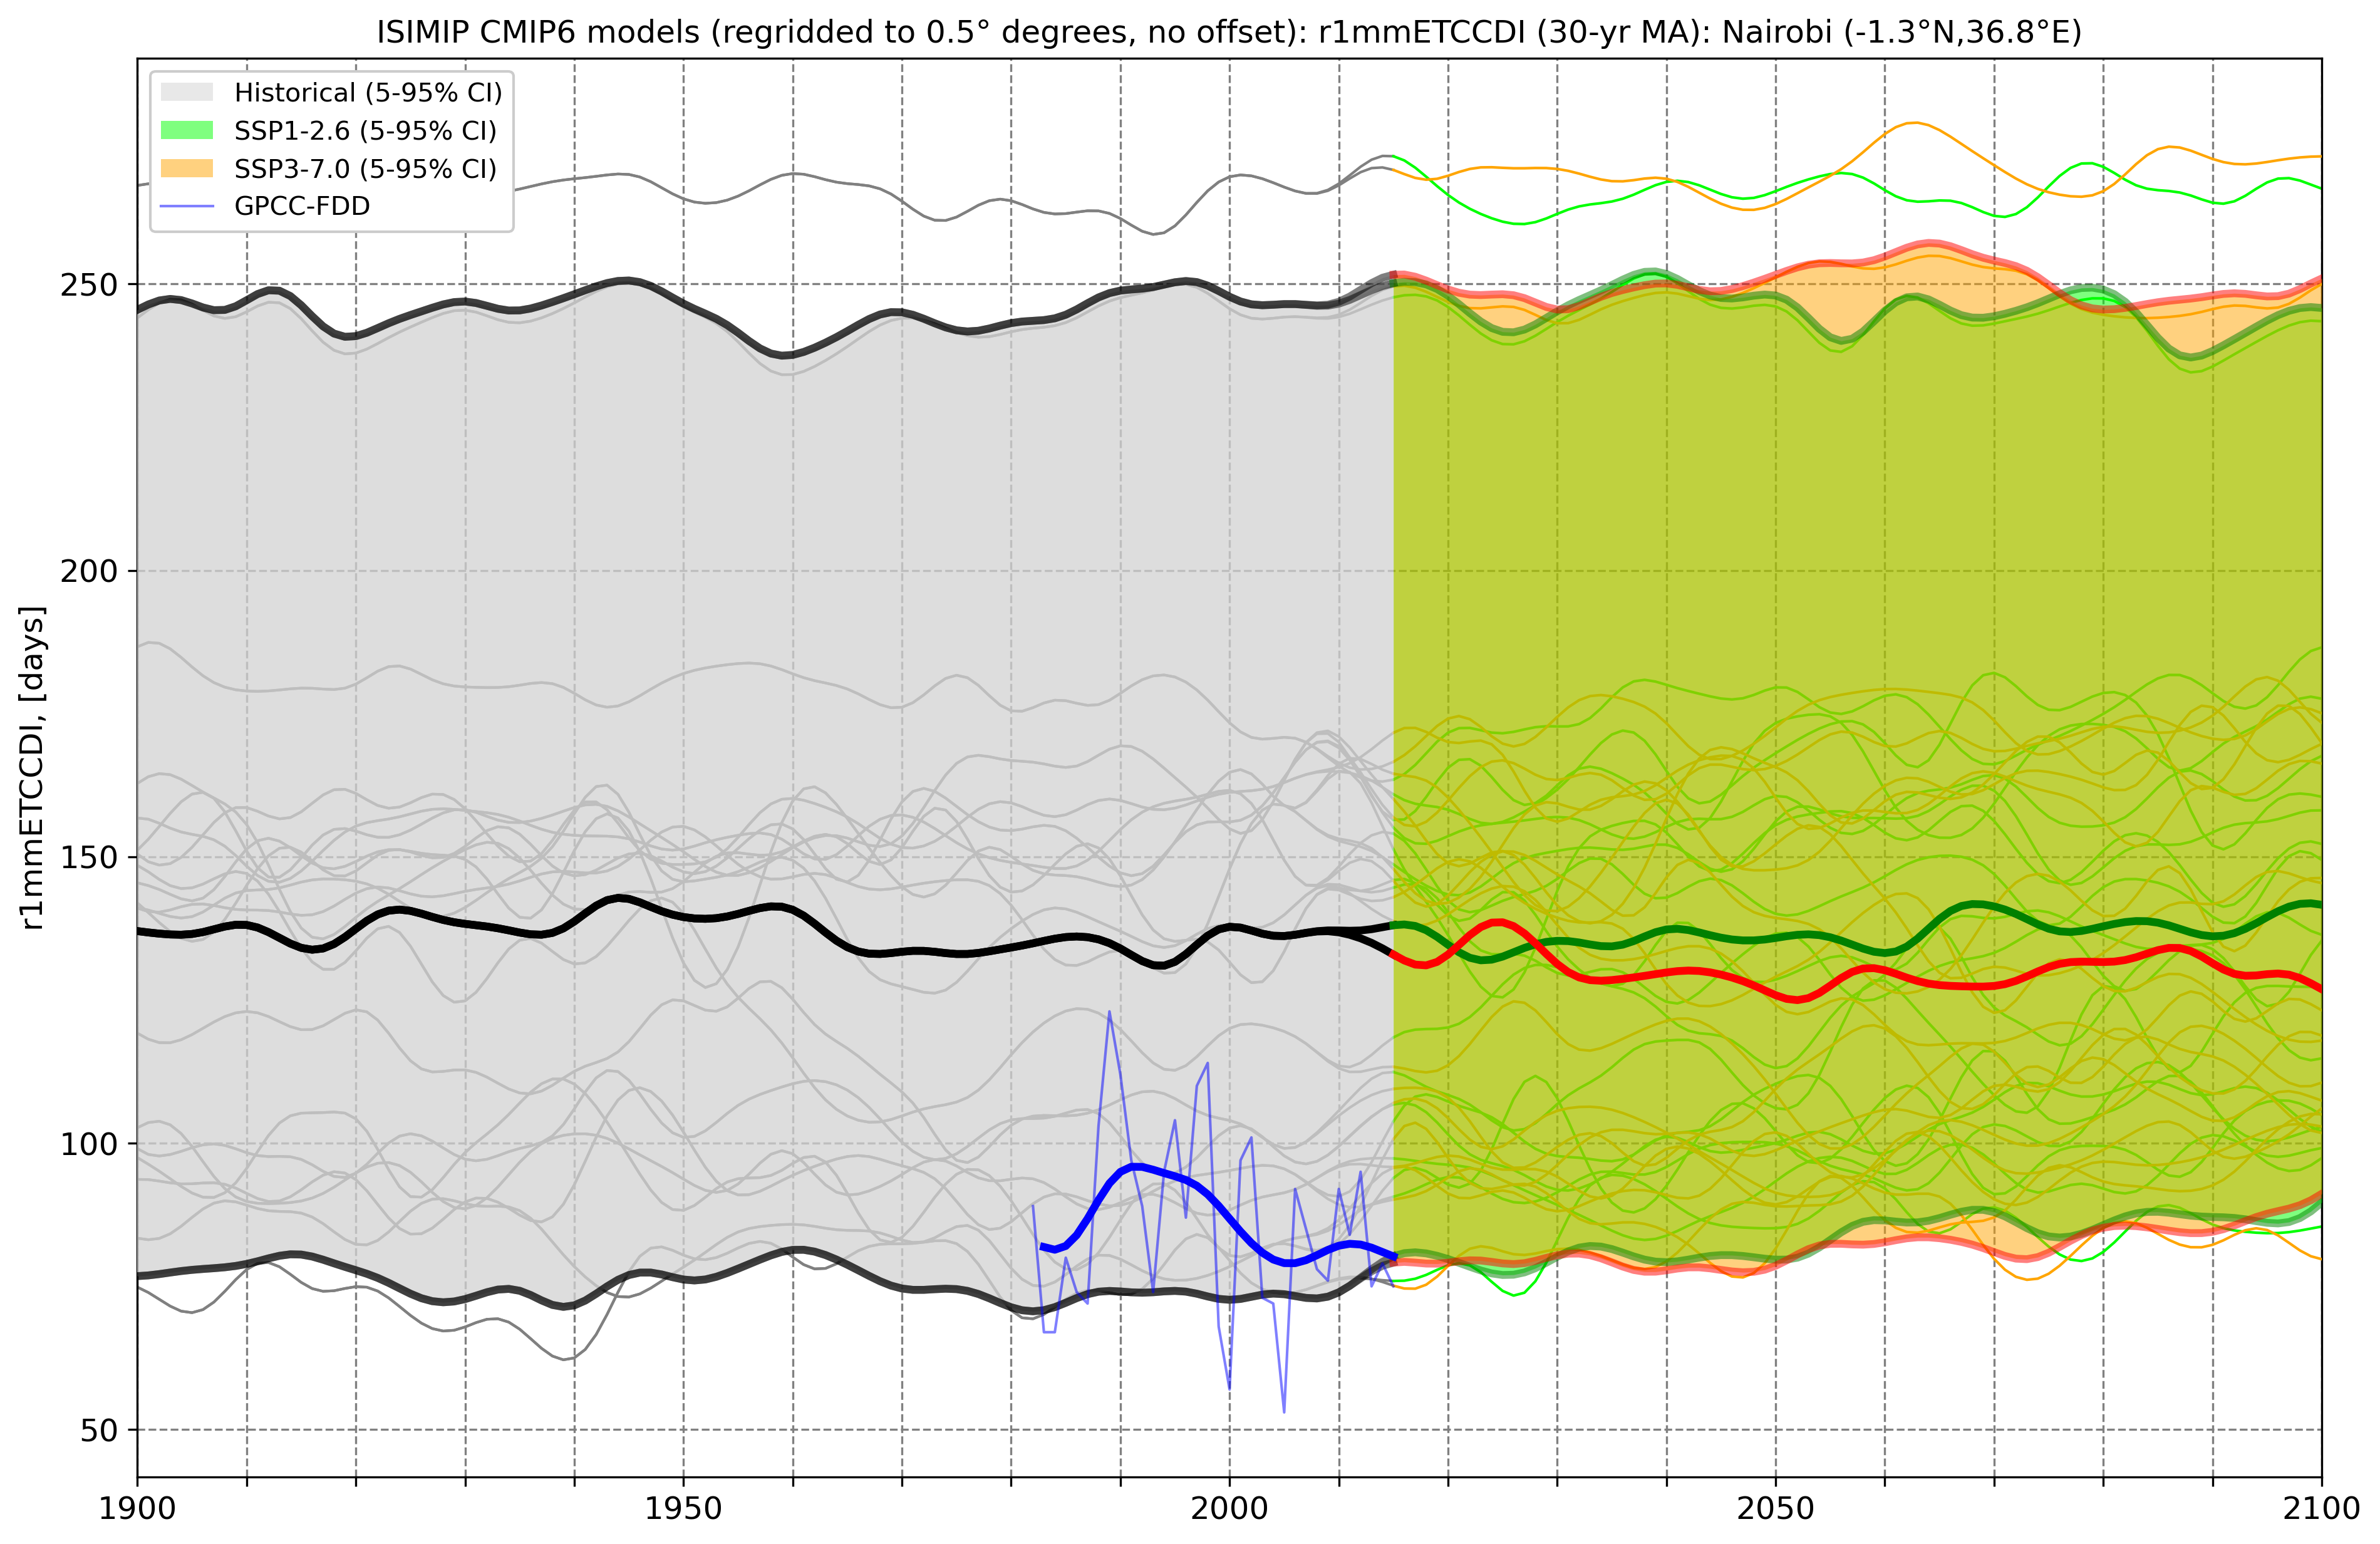 ISIMIP CMIP6 models (regridded to 0.5° degrees, no offset): r1mmETCCDI (30-yr MA): Nairobi (-1.3°N,36.8°E)
Historical (5-95% CI)
SSP1-2.6 (5-95% CI)
SSP3-7.0 (5-95% CI)
GPCC-FDD
r1mmETCCDI, [days]
250
200
150
100
50
1900
1950
2000
2050
2100